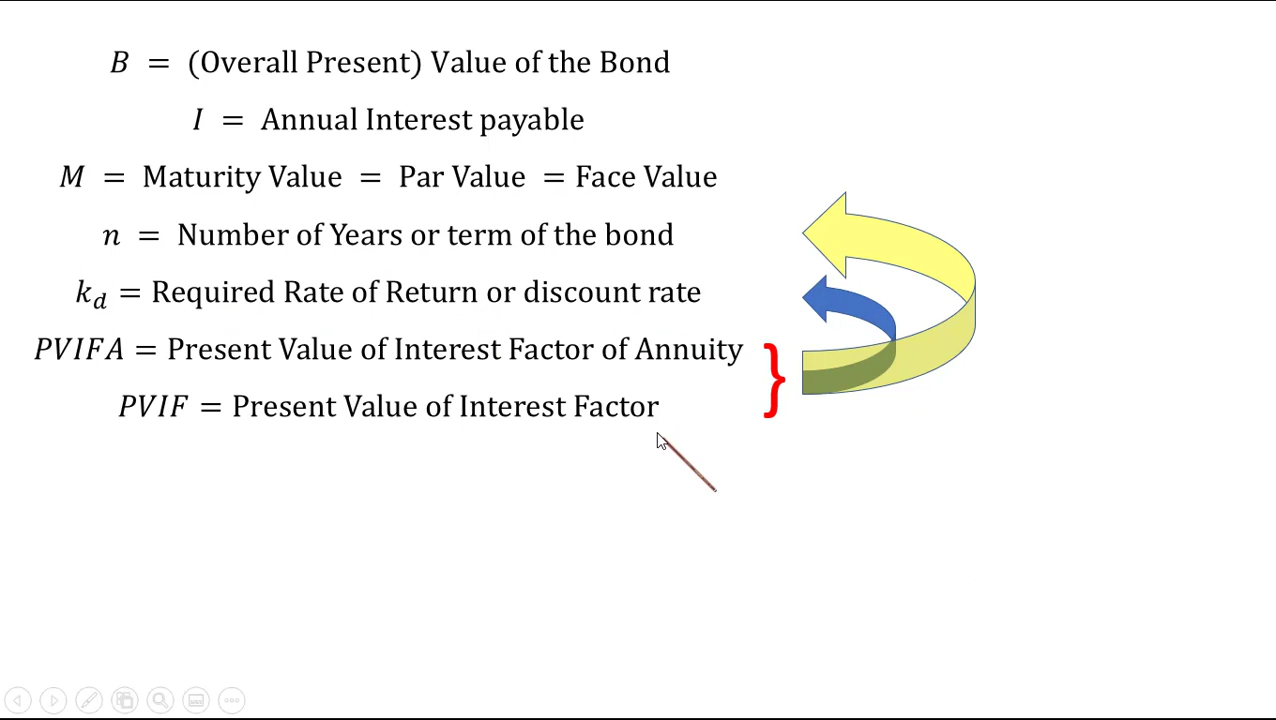 B = (Overall Present) Value of the Bond
I = Annual Interest payable
M = Maturity Value = Par Value = Face Value
n = Number of Years or term of the bond
k_d = Required Rate of Return or discount rate
PVIFA = Present Value of Interest Factor of Annuity
PVIF = Present Value of Interest Factor
}